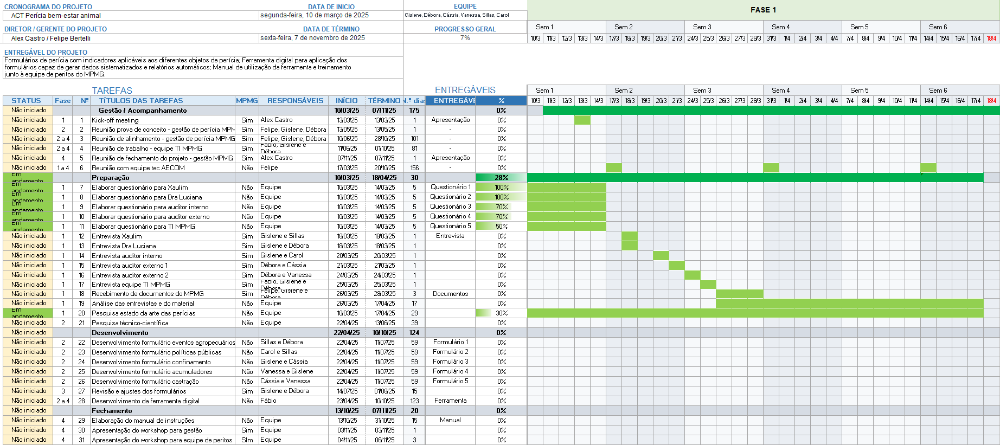 CRONOGRAMA DO PROJETO DATA DE INICIO EQUIPE FASE 1
ACT Perícia bem-estar animal segunda-feira, 10 de março de 2025 Gislene, Débora, Cássia, Vanessa, Sillas, Carol
DIRETOR / GERENTE DO PROJETO DATA DE TÉRMINO PROGRESSO GERAL Sem 1 Sem 2 Sem 3 Sem 4 Sem 5 Sem 6
Alex Castro / Felipe Bertelli sexta-feira, 7 de novembro de 2025 7% 10/3 11/3 12/3 13/3 14/3 17/3 18/3 19/3 20/3 21/3 24/3 25/3 26/3 27/3 28/3 31/3 1/4 2/4 3/4 4/4 7/4 8/4 9/4 10/4 11/4 14/4 15/4 16/4 17/4 18/4
ENTREGÁVEL DO PROJETO
Formulários de perícia com indicadores aplicáveis aos diferentes objetos de perícia; Ferramenta digital para aplicação dos
formulários capaz de gerar dados sistematizados e relatórios automáticos; Manual de utilização da ferramenta e treinamento
junto à equipe de peritos do MPMG.
TAREFAS ENTREGÁVEIS Sem 1 Sem 2 Sem 3 Sem 4 Sem 5 Sem 6
STATUS Fase Nº TÍTULOS DAS TAREFAS MPMG RESPONSÁVEIS INÍCIO TÉRMINO N.º dia ENTREGÁVE % 10/3 11/3 12/3 13/3 14/3 17/3 18/3 19/3 20/3 21/3 24/3 25/3 26/3 27/3 28/3 31/3 1/4 2/4 3/4 4/4 7/4 8/4 9/4 10/4 11/4 14/4 15/4 16/4 17/4 18/4
Não iniciado Gestão / Acompanhamento 10/03/25 07/11/25 175 0%
Não iniciado 1 1 Kick-off meeting Sim Alex Castro 13/03/25 13/03/25 1 Apresentação 0%
Não iniciado 2 2 Reunião prova de conceito - gestão de perícia MPM Sim Felipe, Gislene, Débora 13/05/25 13/05/25 1 - 0%
Não iniciado 2 a 4 3 Reunião de alinhamento - gestão de perícia MPMG Sim Felipe, Gislene, Débora 10/06/25 28/10/25 101 - 0%
Não iniciado 2 a 4 4 Reunião de trabalho - equipe TI MPMG Sim Fábio, Gislene e Débora 11/06/25 01/10/25 81 - 0%
Não iniciado 4 5 Reunião de fechamento do projeto - gestão MPMG Sim Alex Castro 07/11/25 07/11/25 1 Apresentação 0%
Não iniciado 1 a 4 6 Reunião com equipe tec AECOM Não Felipe 17/03/25 20/10/25 156 - 0%
Em andamento Preparação 10/03/25 18/04/25 30 28%
Em andamento 1 7 Elaborar questionário para Xaulim Não Equipe 10/03/25 14/03/25 5 Questionário 1 100%
Em andamento 1 8 Elaborar questionário para Dra Luciana Não Equipe 10/03/25 14/03/25 5 Questionário 2 100%
Em andamento 1 9 Elaborar questionário para auditor interno Não Equipe 10/03/25 14/03/25 5 Questionário 3 70%
Em andamento 1 10 Elaborar questionário para auditor externo Não Equipe 10/03/25 14/03/25 5 Questionário 4 70%
Em andamento 1 11 Elaborar questionário para TI MPMG Não Equipe 10/03/25 14/03/25 5 Questionário 5 50%
Não iniciado 1 12 Entrevista Xaulim Sim Gislene e Sillas 18/03/25 18/03/25 1 Entrevista 0%
Não iniciado 1 13 Entrevista Dra Luciana Sim Gislene e Débora 18/03/25 18/03/25 1 0%
Não iniciado 1 14 Entrevista auditor interno Sim Gislene e Carol 20/03/25 20/03/25 1 0%
Não iniciado 1 15 Entrevista auditor externo 1 Sim Débora e Cássia 21/03/25 21/03/25 1 0%
Não iniciado 1 16 Entrevista auditor externo 2 Sim Débora e Vanessa 24/03/25 24/03/25 1 0%
Não iniciado 1 17 Entrevista equipe TI MPMG Sim Fábio, Gislene e Débora 25/03/25 25/03/25 1 0%
Não iniciado 1 18 Recebimento de documentos do MPMG Sim Felipe, Gislene e Débora 26/03/25 28/03/25 3 Documentos 0%
Não iniciado 1 19 Análise das entrevistas e do material Não Equipe 26/03/25 17/04/25 17 0%
Em andamento 1 20 Pesquisa estado da arte das perícias Não Equipe 10/03/25 17/04/25 29 30%
Não iniciado 2 21 Pesquisa técnico-científica Não Equipe 22/04/25 13/06/25 39 0%
Não iniciado Desenvolvimento 22/04/25 10/10/25 124 0%
Não iniciado 2 22 Desenvolvimento formulário eventos agropecuários Não Sillas e Débora 22/04/25 11/07/25 59 Formulário 1 0%
Não iniciado 2 23 Desenvolvimento formulário políticas públicas Não Carol e Sillas 22/04/25 11/07/25 59 Formulário 2 0%
Não iniciado 2 24 Desenvolvimento formulário confinamento Não Gislene e Cássia 22/04/25 11/07/25 59 Formulário 3 0%
Não iniciado 2 25 Desenvolvimento formulário acumuladores Não Vanessa e Gislene 22/04/25 11/07/25 59 Formulário 4 0%
Não iniciado 2 26 Desenvolvimento formulário castração Não Cássia e Vanessa 22/04/25 11/07/25 59 Formulário 5 0%
Não iniciado 3 27 Revisão e ajustes dos formulários Sim Gislene e Débora 14/07/25 01/08/25 15 0%
Não iniciado 2 a 4 28 Desenvolvimento da ferramenta digital Não Fábio 23/04/25 10/10/25 123 Ferramenta 0%
Não iniciado Fechamento 13/10/25 07/11/25 20 0%
Não iniciado 4 29 Elaboração do manual de instruções Não Equipe 13/10/25 31/10/25 15 Manual 0%
Não iniciado 4 30 Apresentação do workshop para gestão Sim Equipe 03/11/25 03/11/25 1 0%
Não iniciado 4 31 Apresentação do workshop para equipe de peritos SIm Equipe 04/11/25 06/11/25 3 0%